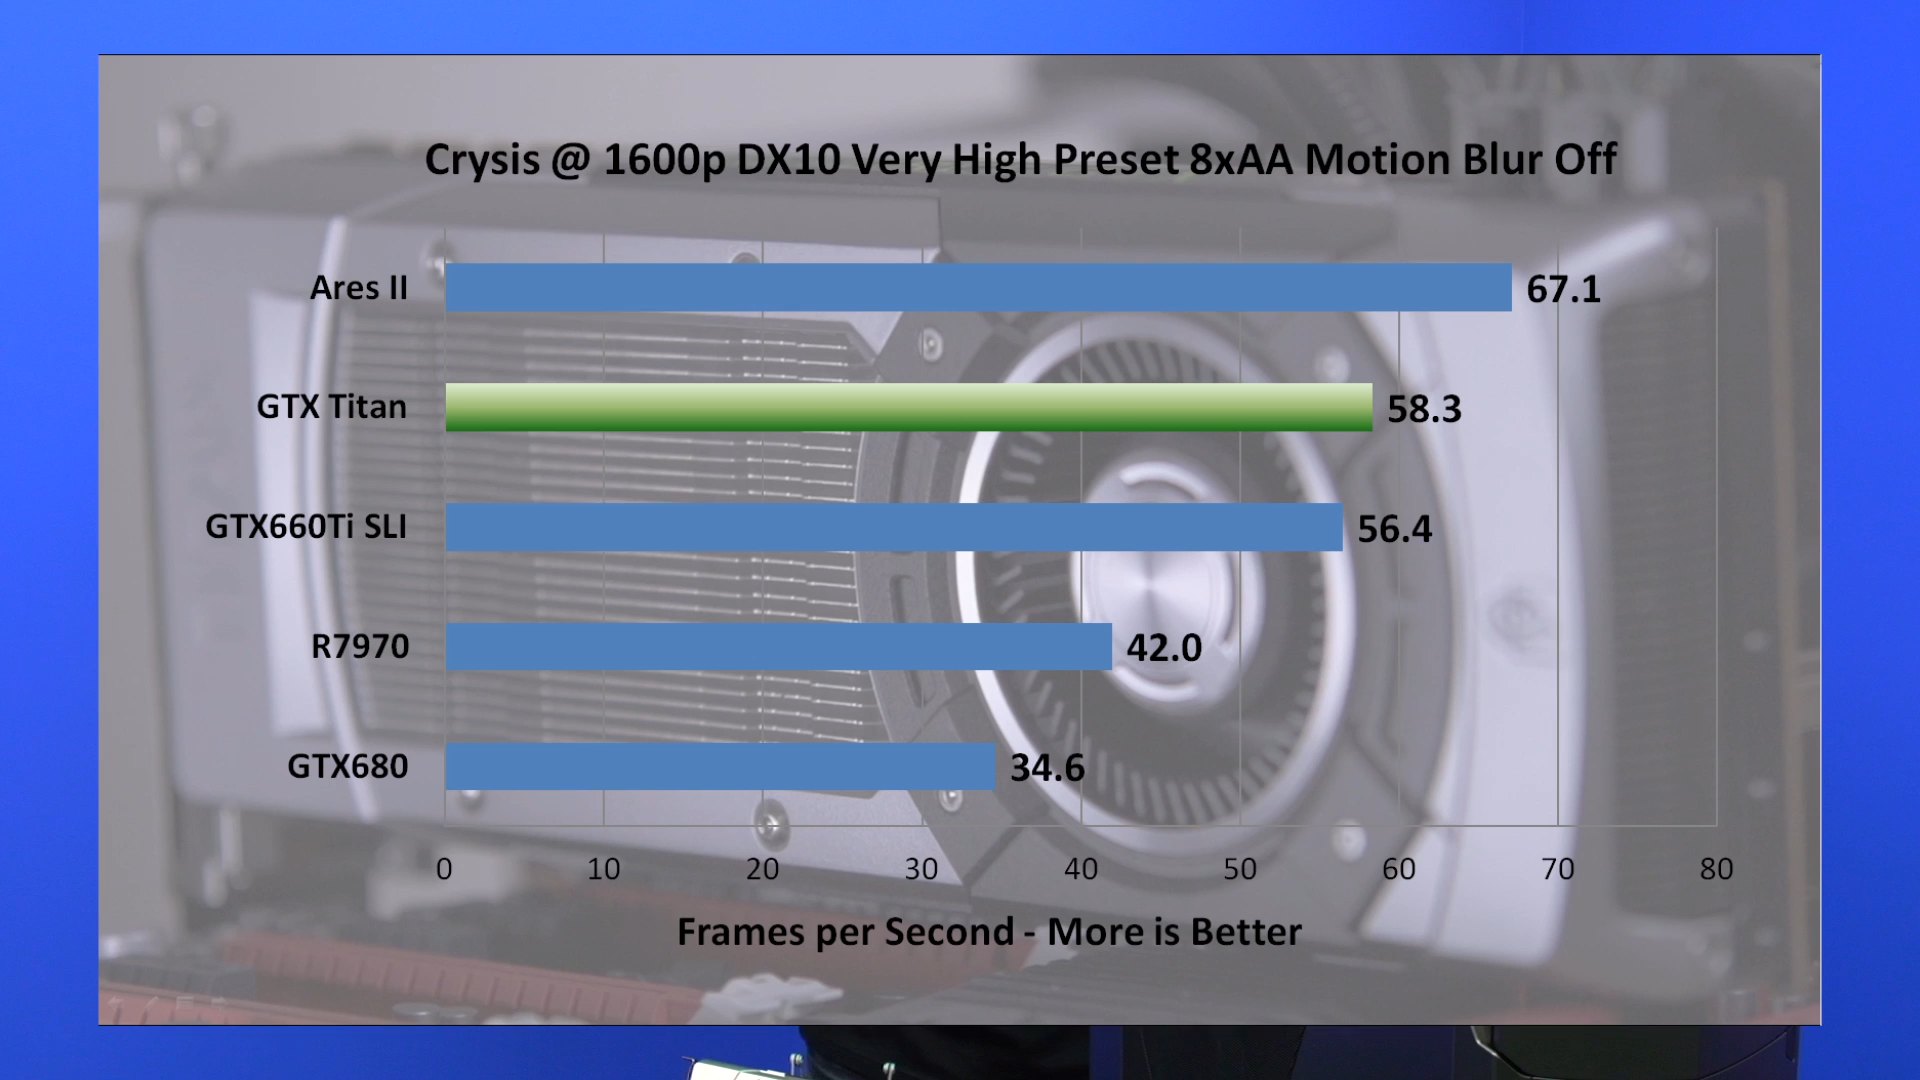 Crysis @ 1600p DX10 Very High Preset 8xAA Motion Blur Off
Ares II 67.1
GTX Titan 58.3
GTX660Ti SLI 56.4
R7970 42.0
GTX680 34.6
0 10 20 30 40 50 60 70 80
Frames per Second - More is Better